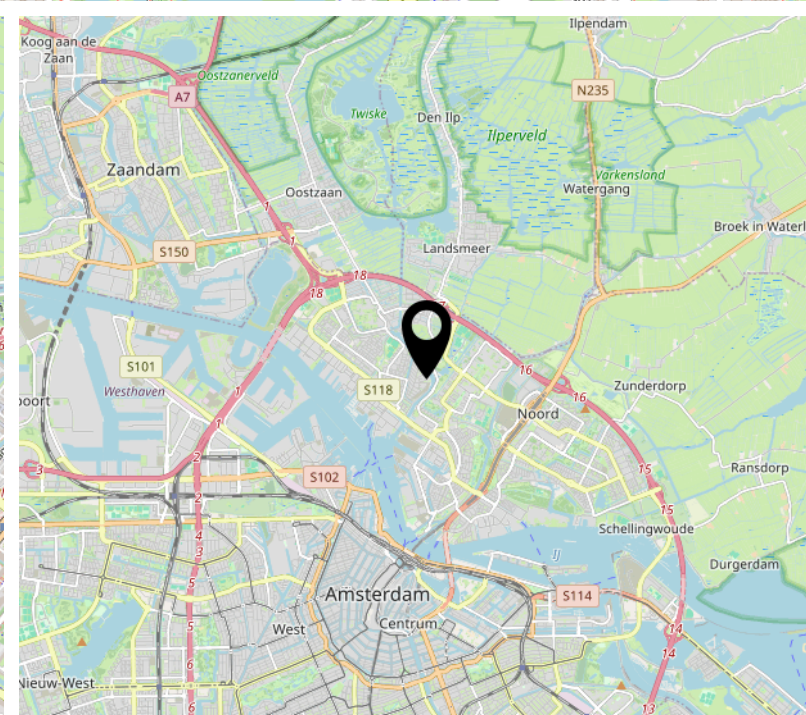 Ilpendam
Koog aan de
Zaan
Oostzanerveld
A7
N235
Twiske
Den Ilp
Ilperveld
Zaandam
Varkensland
Watergang
Oostzaan
1
Broek in Waterl
S150
1
Landsmeer
18
18
S101
16
Westhaven
1
S118
16
Zunderdorp
poort
Noord
1
2
3
S102
15
Ransdorp
2
15
3
4
Schellingwoude
IJ
Durgerdam
5
Amsterdam
S114
Centrum
West
14
5
14
6
Nieuw-West
6
13